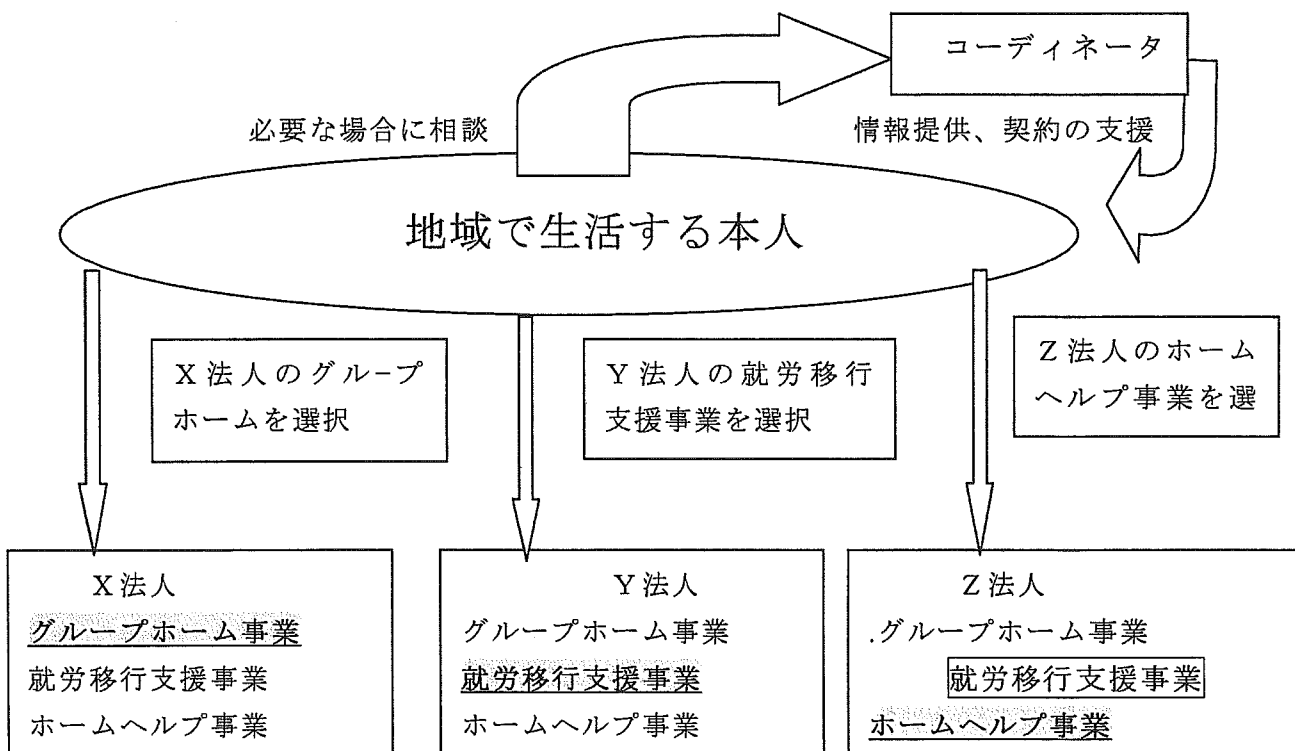 コーディネータ
必要な場合に相談
情報提供、契約の支援
地域で生活する本人
X法人のグループ
ホームを選択
Y法人の就労移行
支援事業を選択
Z法人のホーム
ヘルプ事業を選
X法人
グループホーム事業
就労移行支援事業
ホームヘルプ事業
Y法人
グループホーム事業
就労移行支援事業
ホームヘルプ事業
Z法人
.グループホーム事業
就労移行支援事業
ホームヘルプ事業